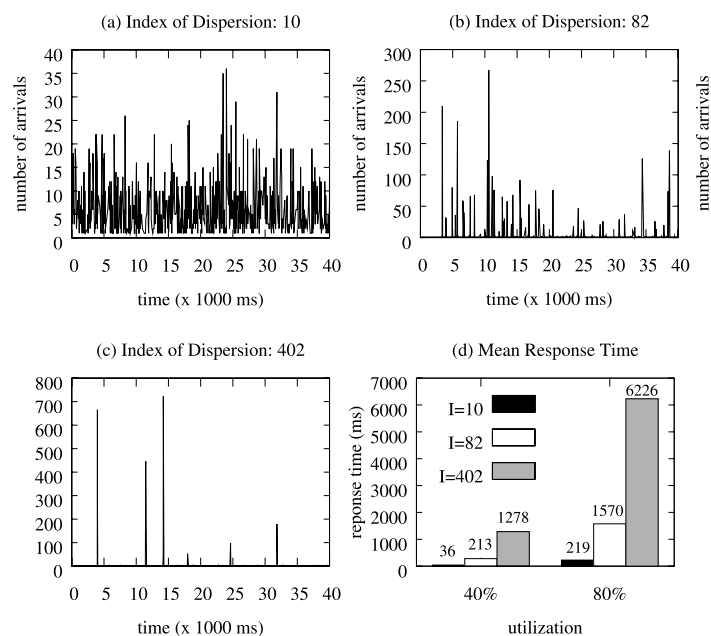 (a) Index of Dispersion: 10
number of arrivals
40
35
30
25
20
15
10
5
0
0 5 10 15 20 25 30 35 40
time (x 1000 ms)
(b) Index of Dispersion: 82
number of arrivals
300
250
200
150
100
50
0
0 5 10 15 20 25 30 35 40
time (x 1000 ms)
number of arrivals
(c) Index of Dispersion: 402
800
700
600
500
400
300
200
100
0
0 5 10 15 20 25 30 35 40
time (x 1000 ms)
(d) Mean Response Time
reponse time (ms)
7000
6000
5000
4000
3000
2000
1000
0
I=10
I=82
I=402
36 213 1278
219 1570 6226
40% 80%
utilization